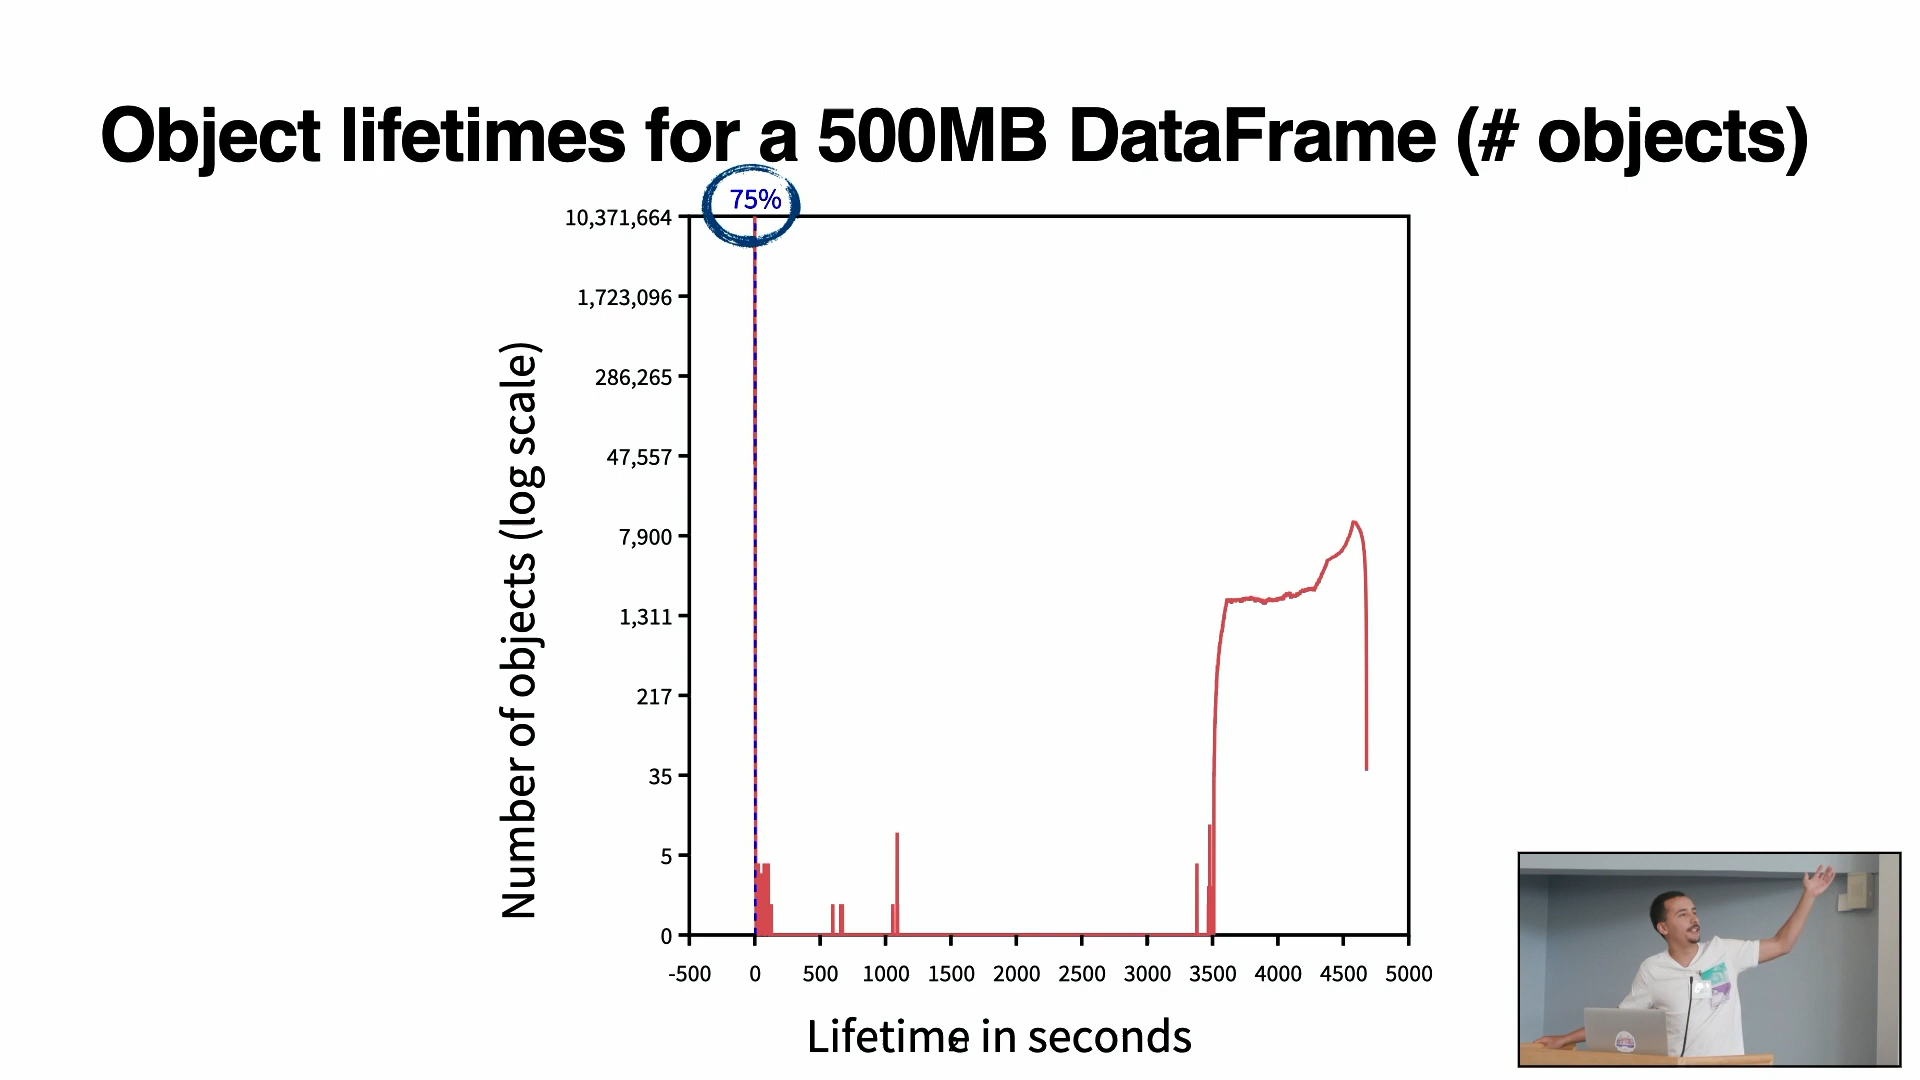 Object lifetimes for a 500MB DataFrame (# objects)
75%
10,371,664
1,723,096
286,265
47,557
7,900
1,311
217
35
5
0
Number of objects (log scale)
-500 0 500 1000 1500 2000 2500 3000 3500 4000 4500 5000
Lifetime in seconds